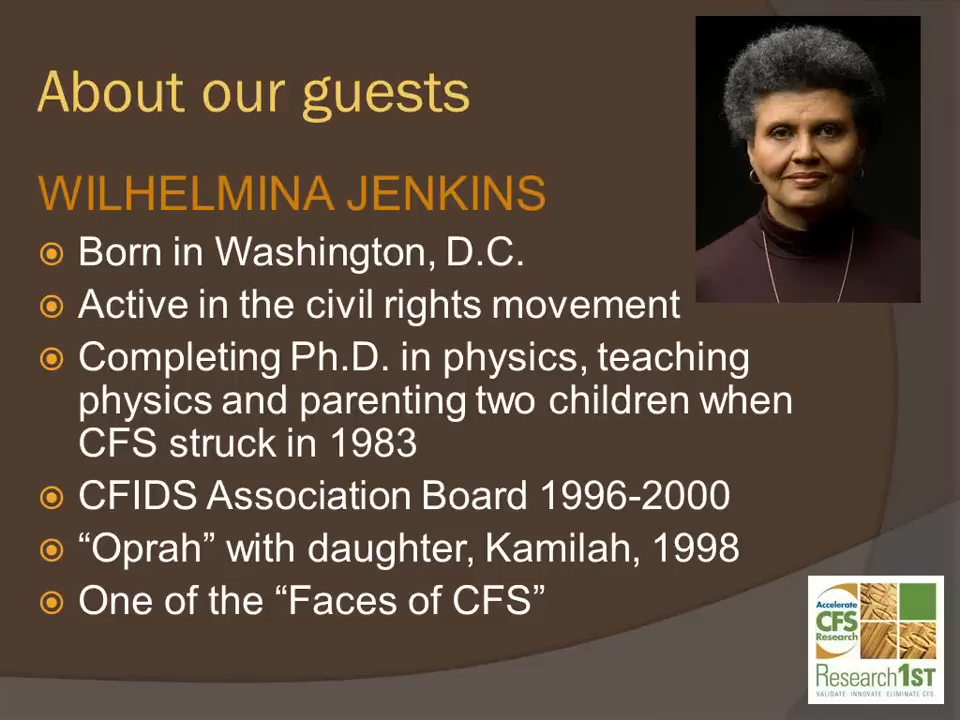 About our guests
WILHELMINA JENKINS
Born in Washington, D.C.
Active in the civil rights movement
Completing Ph.D. in physics, teaching
physics and parenting two children when
CFS struck in 1983
CFIDS Association Board 1996-2000
“Oprah” with daughter, Kamilah, 1998
One of the “Faces of CFS”
Accelerate
CFS
Research
Research1ST
VALIDATE INNOVATE ELIMINATE CFS